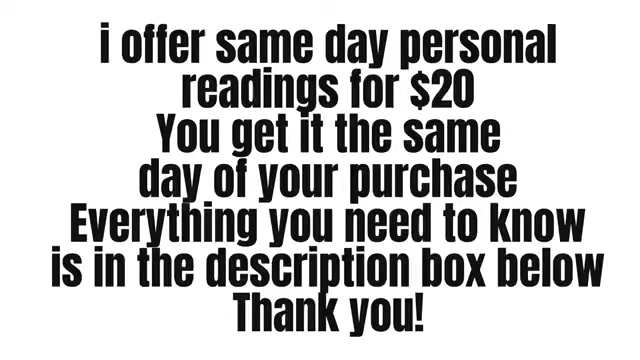 i offer same day personal
readings for $20
You get it the same
day of your purchase
Everything you need to know
is in the description box below
Thank you!